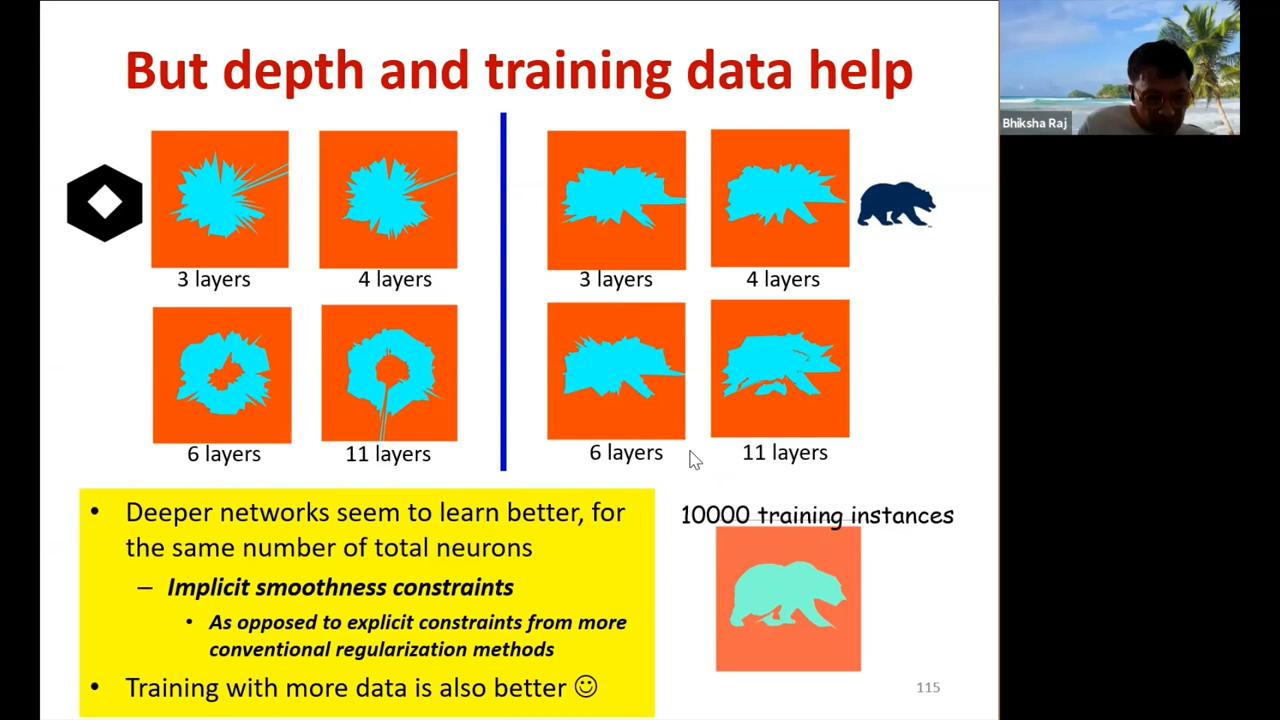 But depth and training data help
Bhiksha Raj
3 layers
4 layers
3 layers
4 layers
6 layers
11 layers
6 layers
11 layers
• Deeper networks seem to learn better, for
the same number of total neurons
– Implicit smoothness constraints
• As opposed to explicit constraints from more
conventional regularization methods
• Training with more data is also better ☺
10000 training instances
115